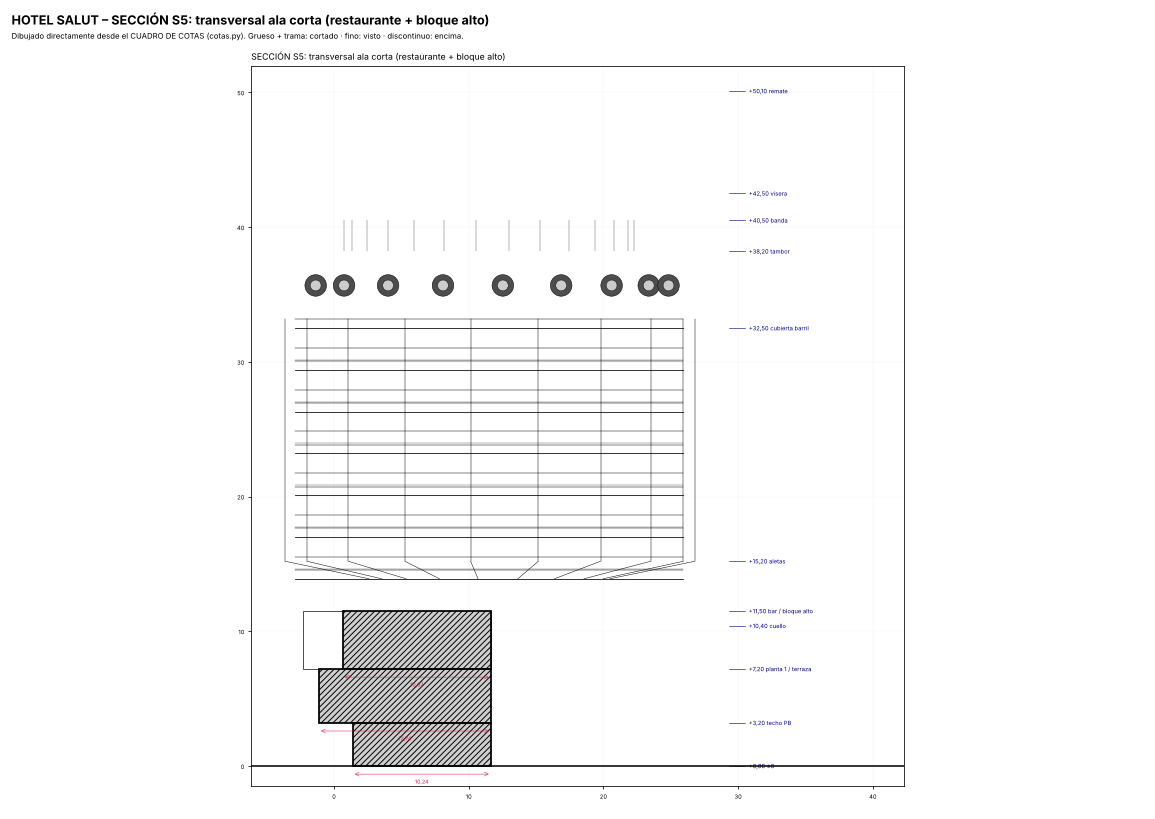 HOTEL SALUT – SECCIÓN S5: transversal ala corta (restaurante + bloque alto)
Dibujado directamente desde el CUADRO DE COTAS (cotas.py). Grueso + trama: cortado · fino: visto · discontinuo: encima.
SECCIÓN S5: transversal ala corta (restaurante + bloque alto)
50
+50,10 remate
+42,50 visera
40
+40,50 banda
+38,20 tambor
+32,50 cubierta barril
30
20
+15,20 aletas
+11,50 bar / bloque alto
10
+10,40 cuello
+7,20 planta 1 / terraza
+3,20 techo PB
0
10,24
0
10
20
30
40